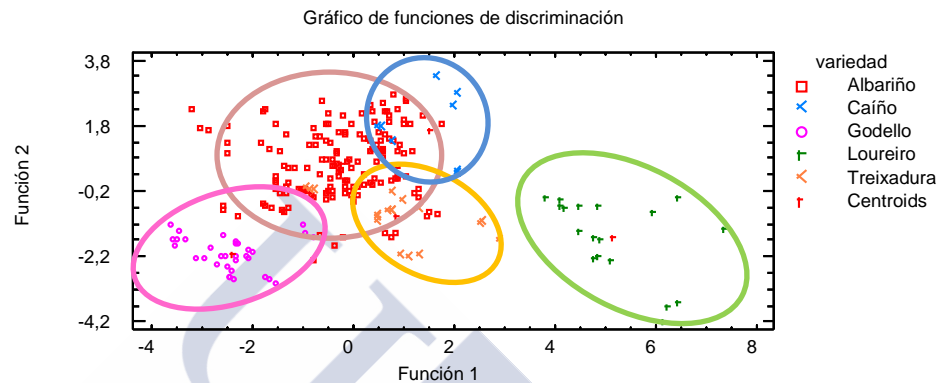 Gráfico de funciones de discriminación
3,8
1,8
-0,2
-2,2
-4,2
Función 2
-4
-2
0
2
4
6
8
Función 1
variedad
Albariño
Caíño
Godello
Loureiro
Treixadura
Centroids